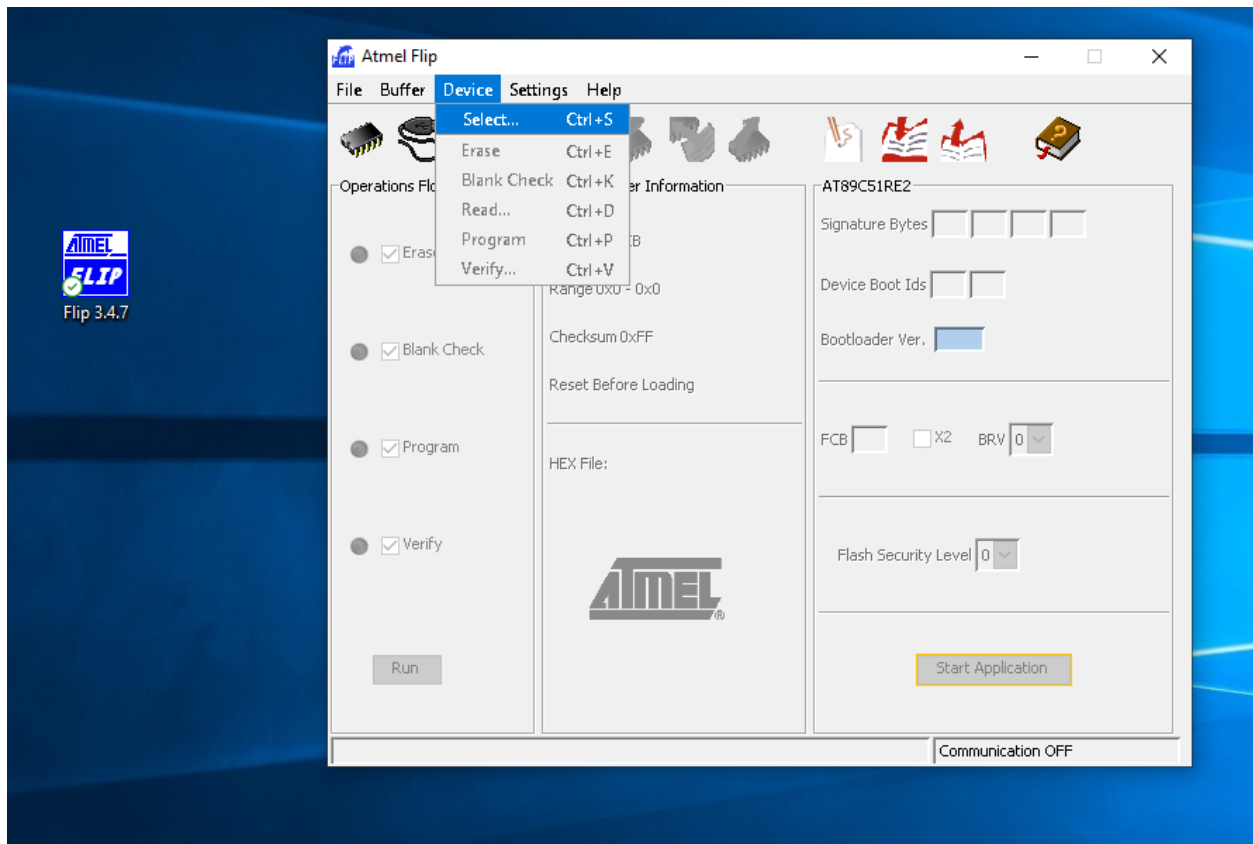 Atmel Flip
File Buffer Device Settings Help
Select... Ctrl+S
Erase Ctrl+E
Blank Check Ctrl+K
Read... Ctrl+D
Program Ctrl+P
Verify... Ctrl+V
Operations Flo
Erase
Blank Check
Program
Verify
Run
er Information
Range 0x0 - 0x0
Checksum 0xFF
Reset Before Loading
HEX File:
ATMEL
®
AT89C51RE2
Signature Bytes
Device Boot Ids
Bootloader Ver.
FCB X2 BRV 0
Flash Security Level 0
Start Application
Communication OFF
ATMEL
FLIP
Flip 3.4.7